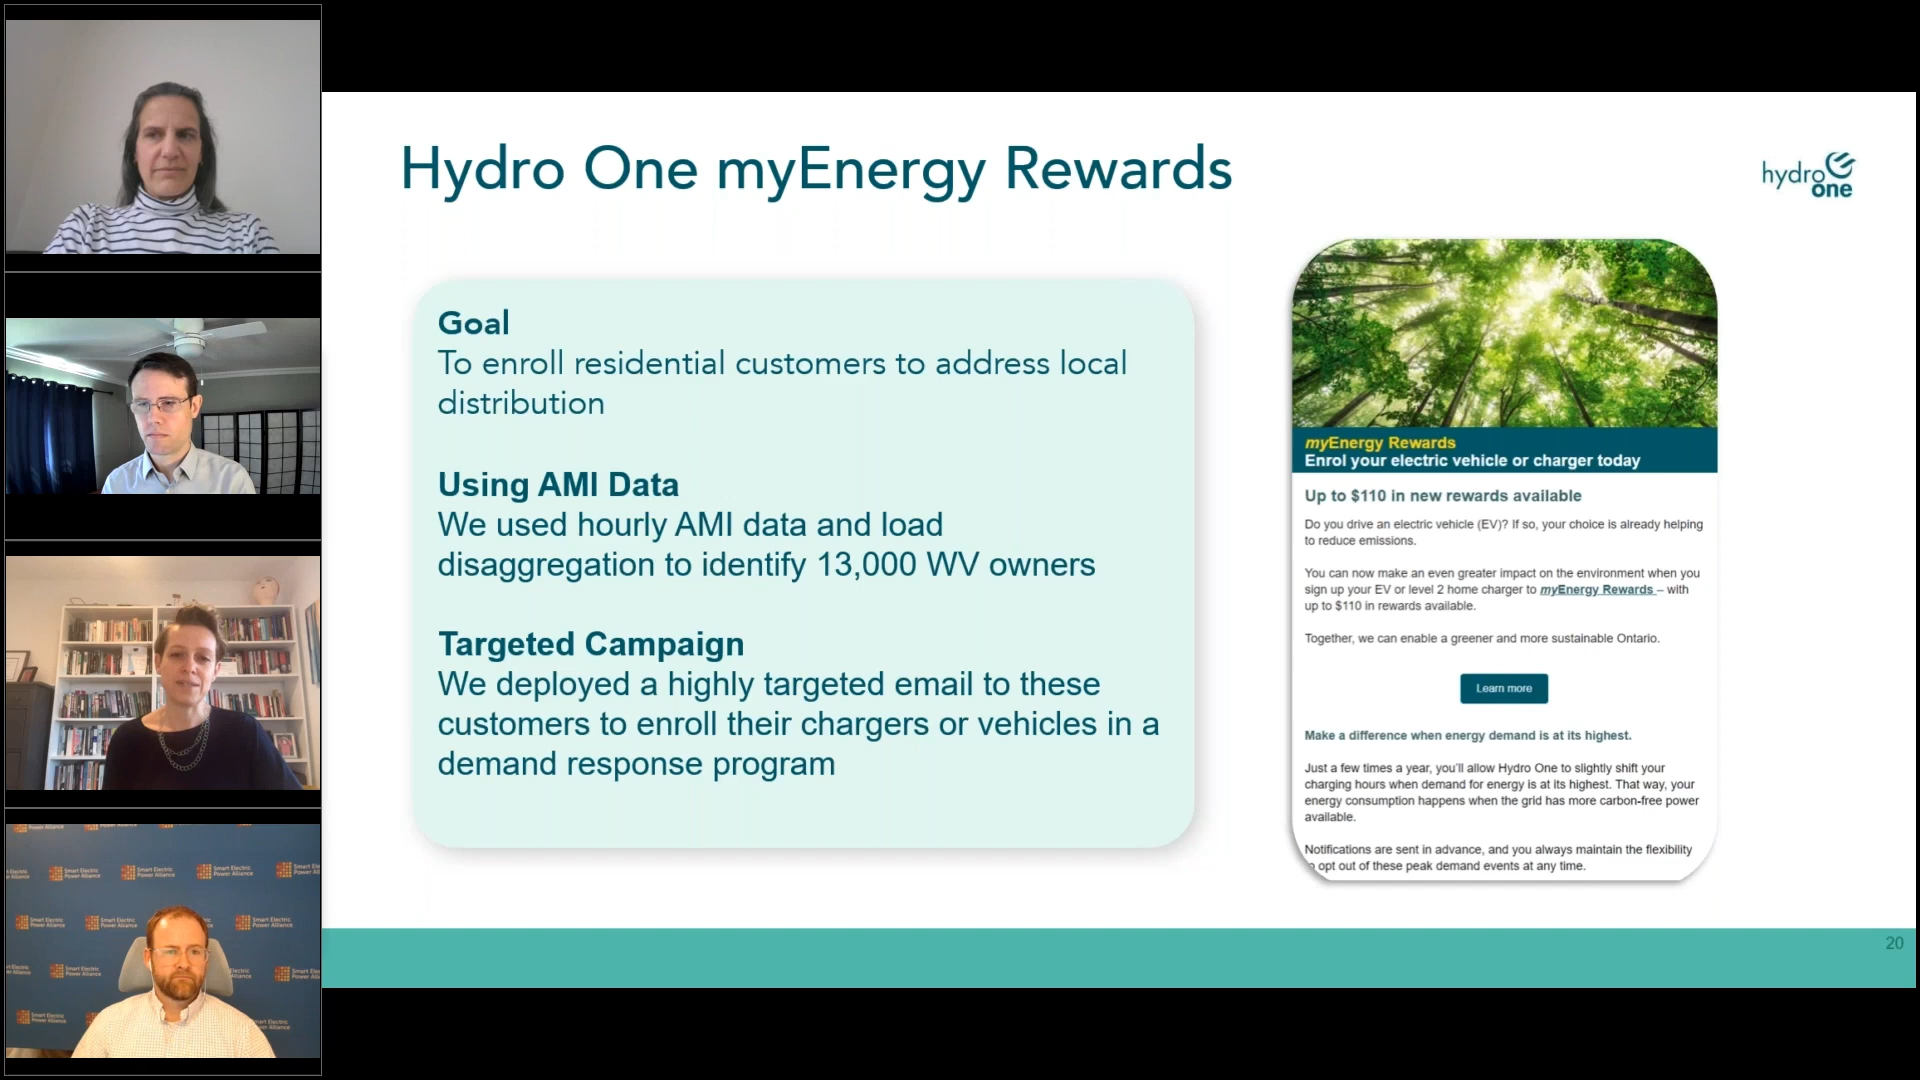 Hydro One myEnergy Rewards
hydro
one
Goal
To enroll residential customers to address local
distribution
Using AMI Data
We used hourly AMI data and load
disaggregation to identify 13,000 WV owners
Targeted Campaign
We deployed a highly targeted email to these
customers to enroll their chargers or vehicles in a
demand response program
myEnergy Rewards
Enrol your electric vehicle or charger today
Up to $110 in new rewards available
Do you drive an electric vehicle (EV)? If so, your choice is already helping
to reduce emissions.
You can now make an even greater impact on the environment when you
sign up your EV or level 2 home charger to myEnergy Rewards – with
up to $110 in rewards available.
Together, we can enable a greener and more sustainable Ontario.
Learn more
Make a difference when energy demand is at its highest.
Just a few times a year, you'll allow Hydro One to slightly shift your
charging hours when demand for energy is at its highest. That way, your
energy consumption happens when the grid has more carbon-free power
available.
Notifications are sent in advance, and you always maintain the flexibility
opt out of these peak demand events at any time.
20
Smart Electric
Power Alliance